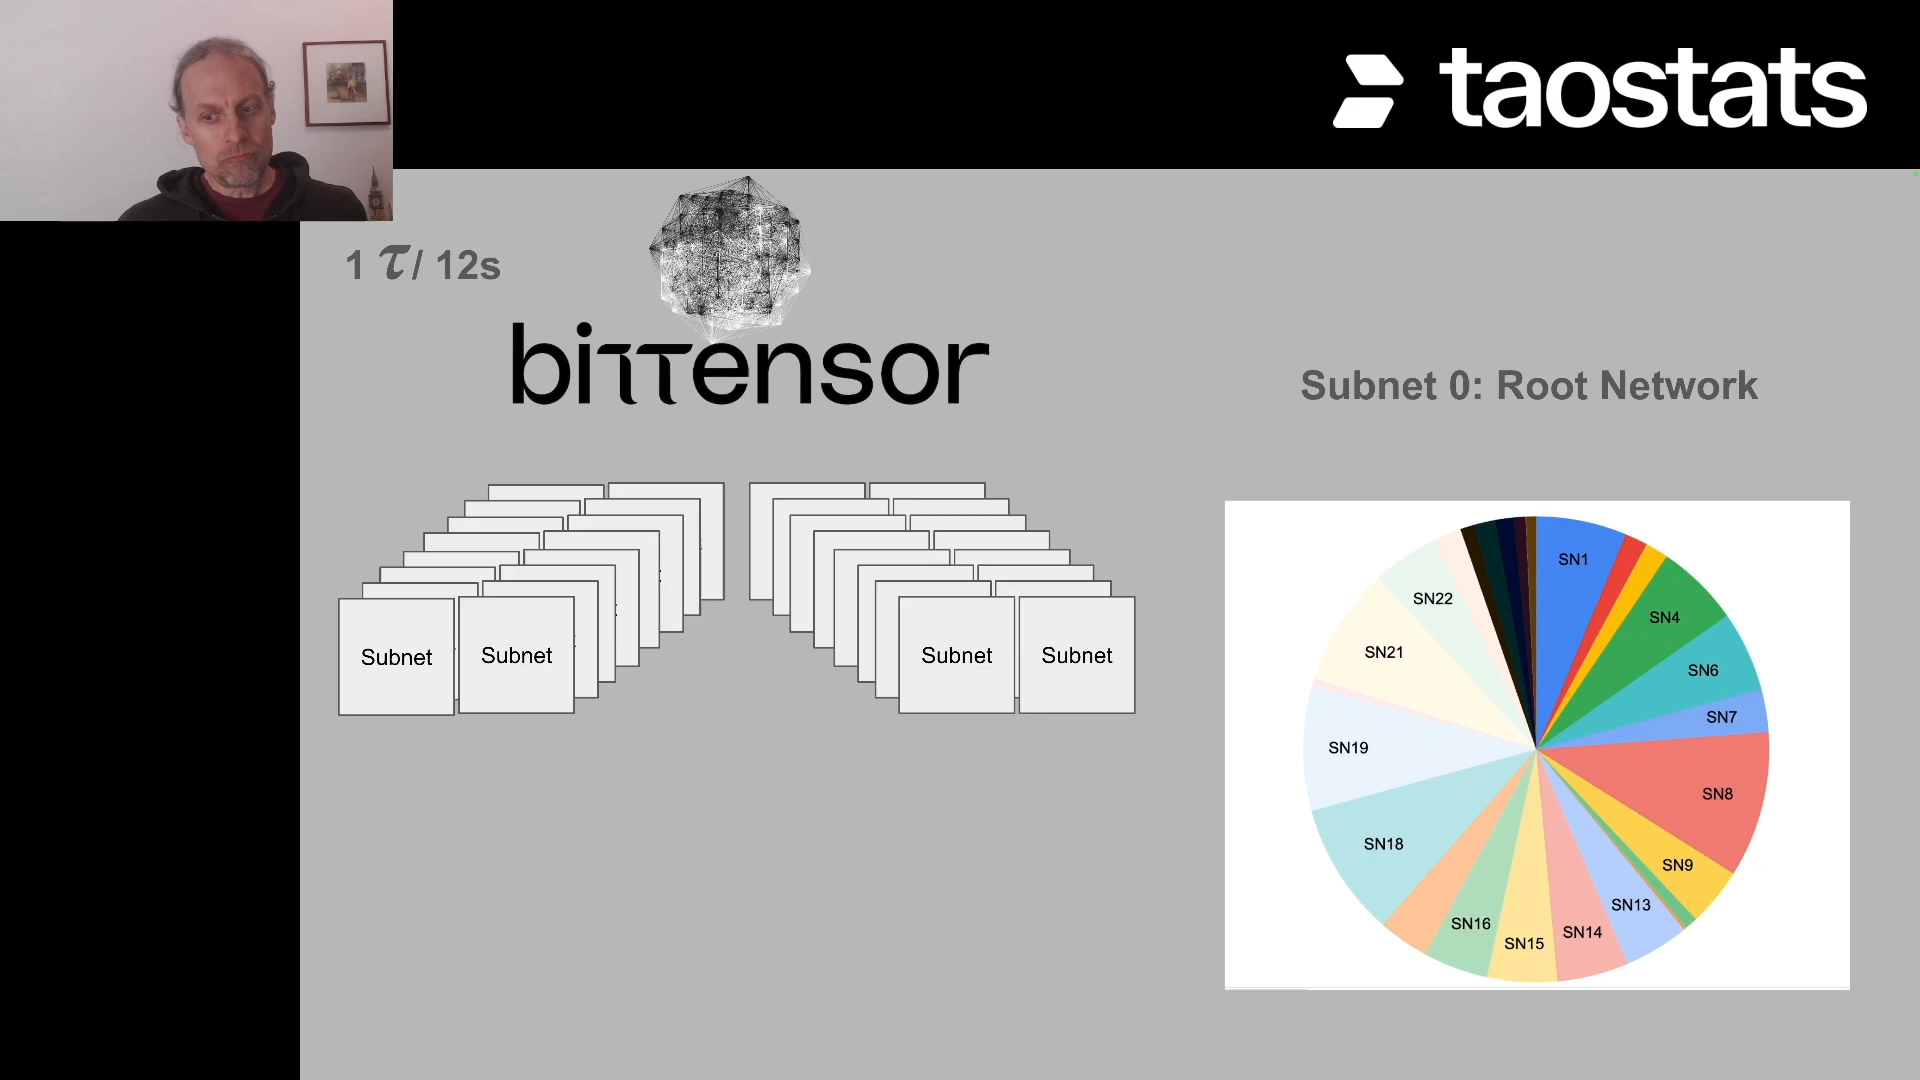 taostats
1 τ/ 12s
bittensor
Subnet 0: Root Network
Subnet
Subnet
Subnet
Subnet
SN1
SN4
SN6
SN7
SN8
SN9
SN13
SN14
SN15
SN16
SN18
SN19
SN21
SN22